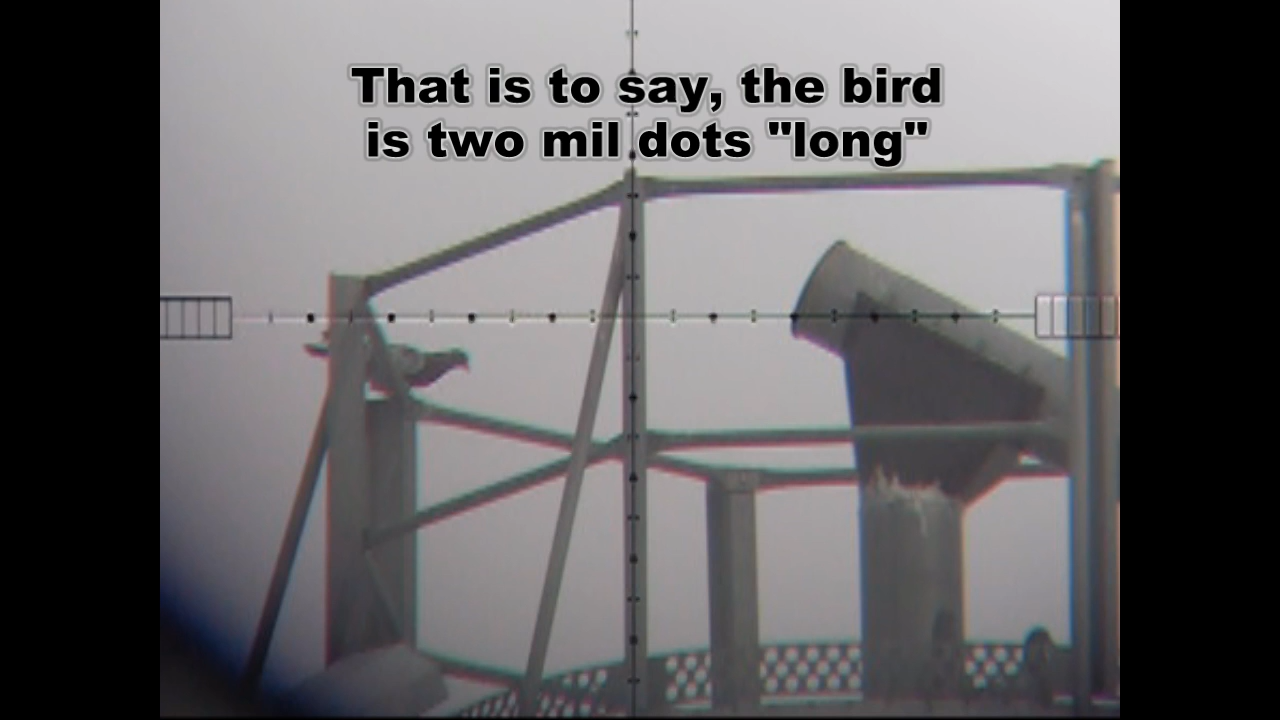 That is to say, the bird
is two mil dots "long"